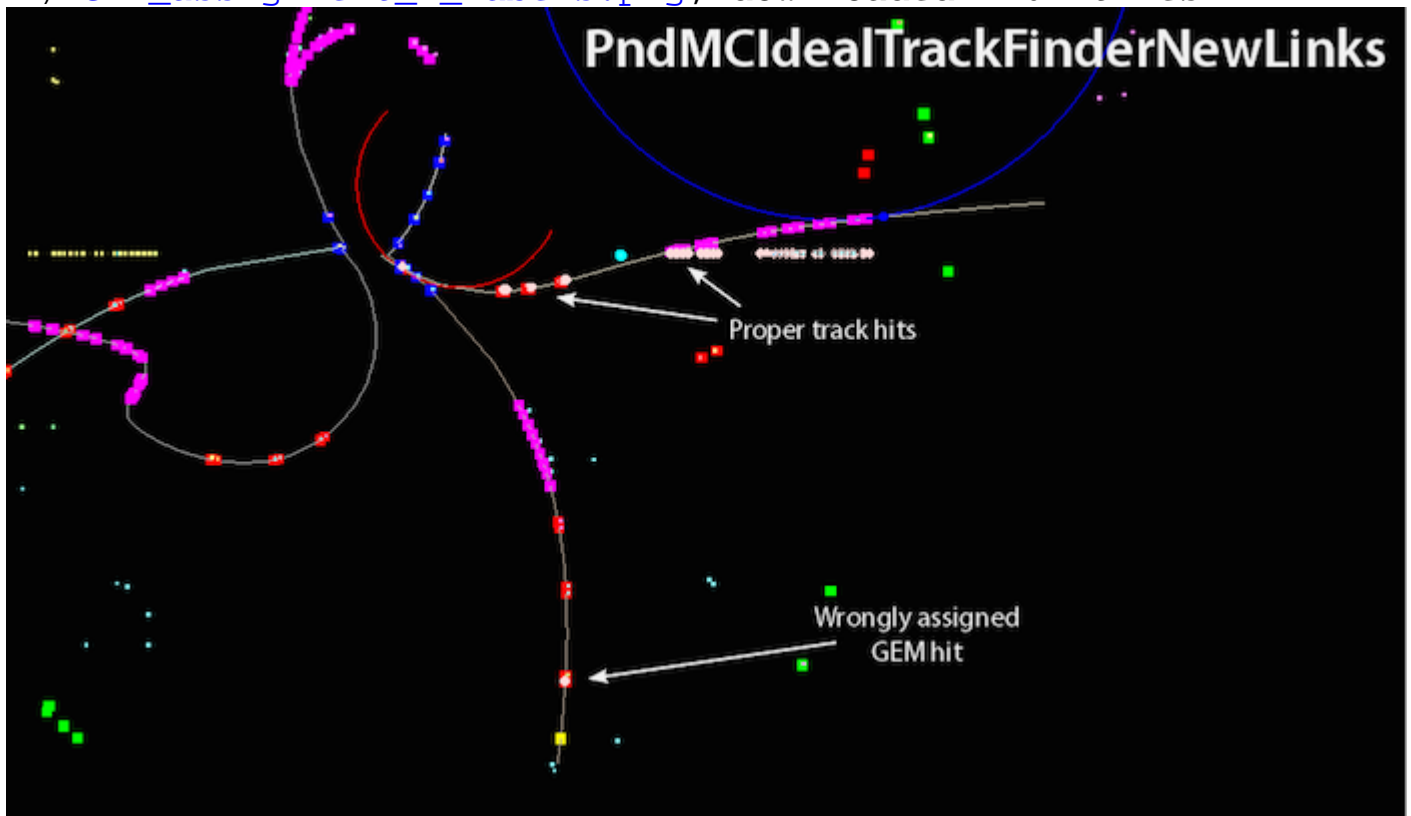 PndMCIdealTrackFinderNewLinks
Proper track hits
Wrongly assigned
GEM hit